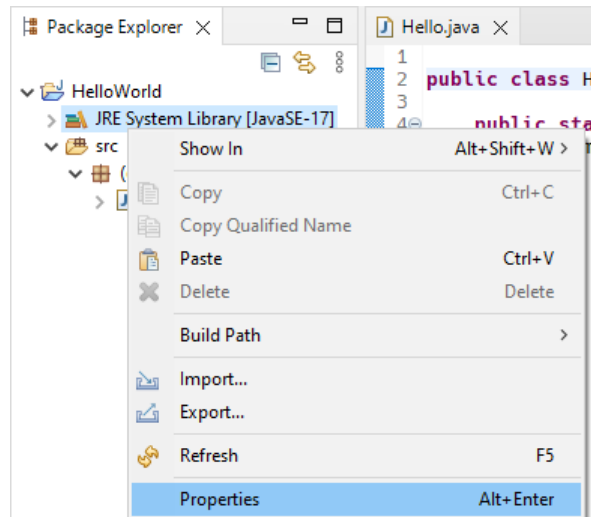 Package Explorer
Hello.java
1
HelloWorld
2 public class H
3
JRE System Library [JavaSE-17]
4 public sta
src
Show In Alt+Shift+W >
Copy Ctrl+C
Copy Qualified Name
Paste Ctrl+V
Delete Delete
Build Path >
Import...
Export...
Refresh F5
Properties Alt+Enter